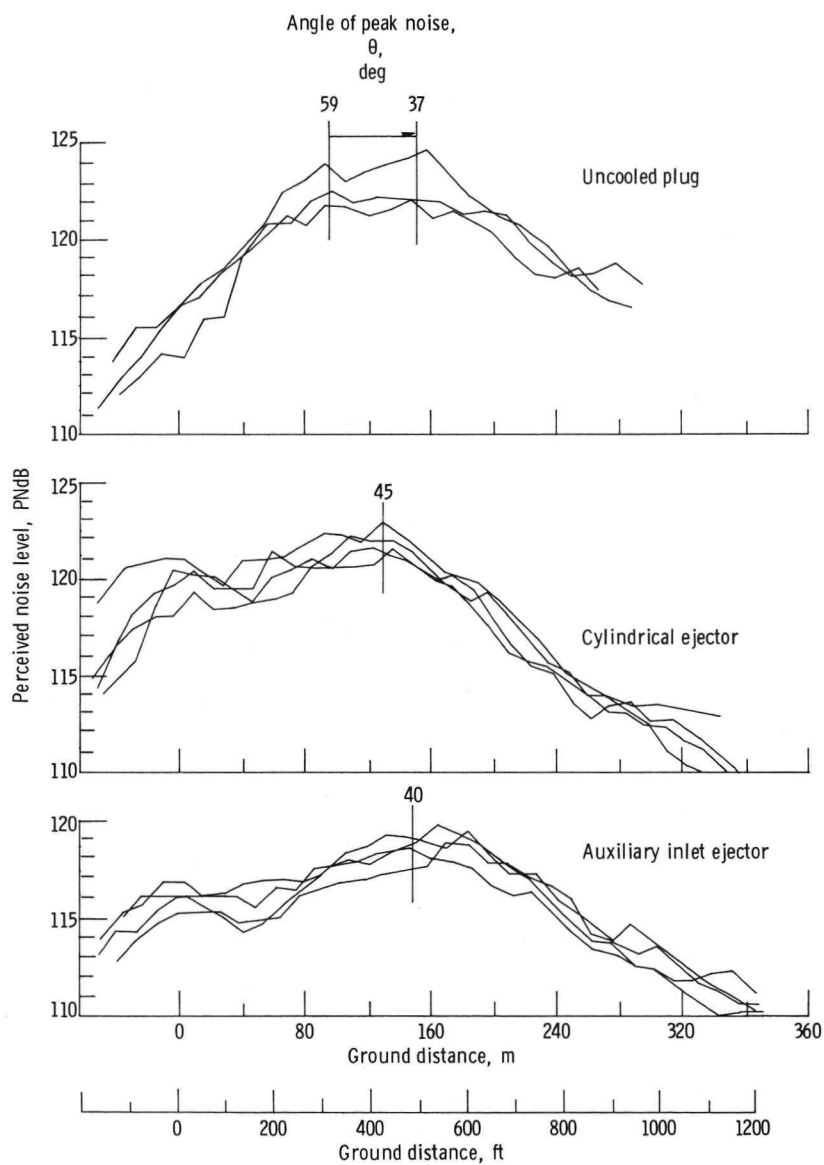 Angle of peak noise,
θ,
deg
59 37
125
120
115
110
Uncooled plug
Perceived noise level, PNdB
125
120
115
110
45
Cylindrical ejector
120
115
110
40
Auxiliary inlet ejector
0 80 160 240 320 360
Ground distance, m
0 200 400 600 800 1000 1200
Ground distance, ft